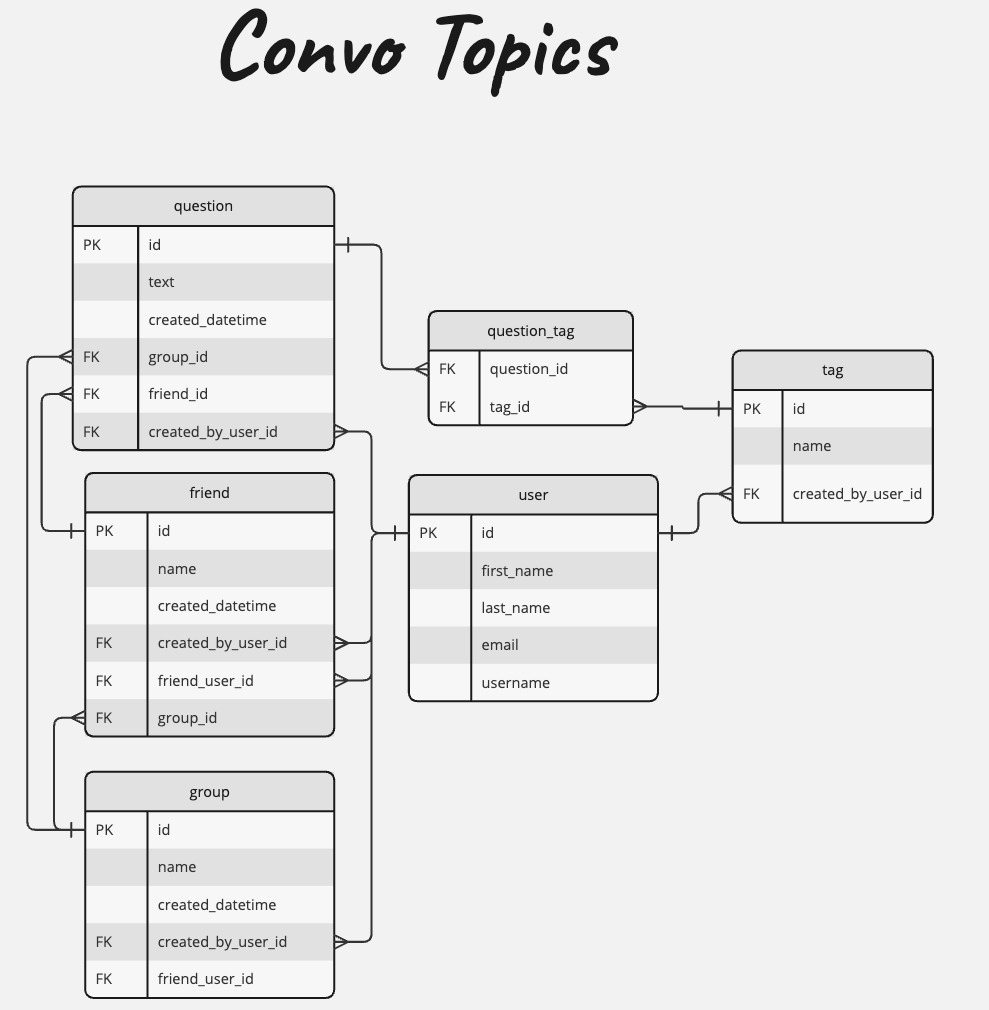 Convo Topics
question
PK id
text
created_datetime
FK group_id
FK friend_id
FK created_by_user_id
question_tag
FK question_id
FK tag_id
tag
PK id
name
FK created_by_user_id
friend
PK id
name
created_datetime
FK created_by_user_id
FK friend_user_id
FK group_id
user
PK id
first_name
last_name
email
username
group
PK id
name
created_datetime
FK created_by_user_id
FK friend_user_id